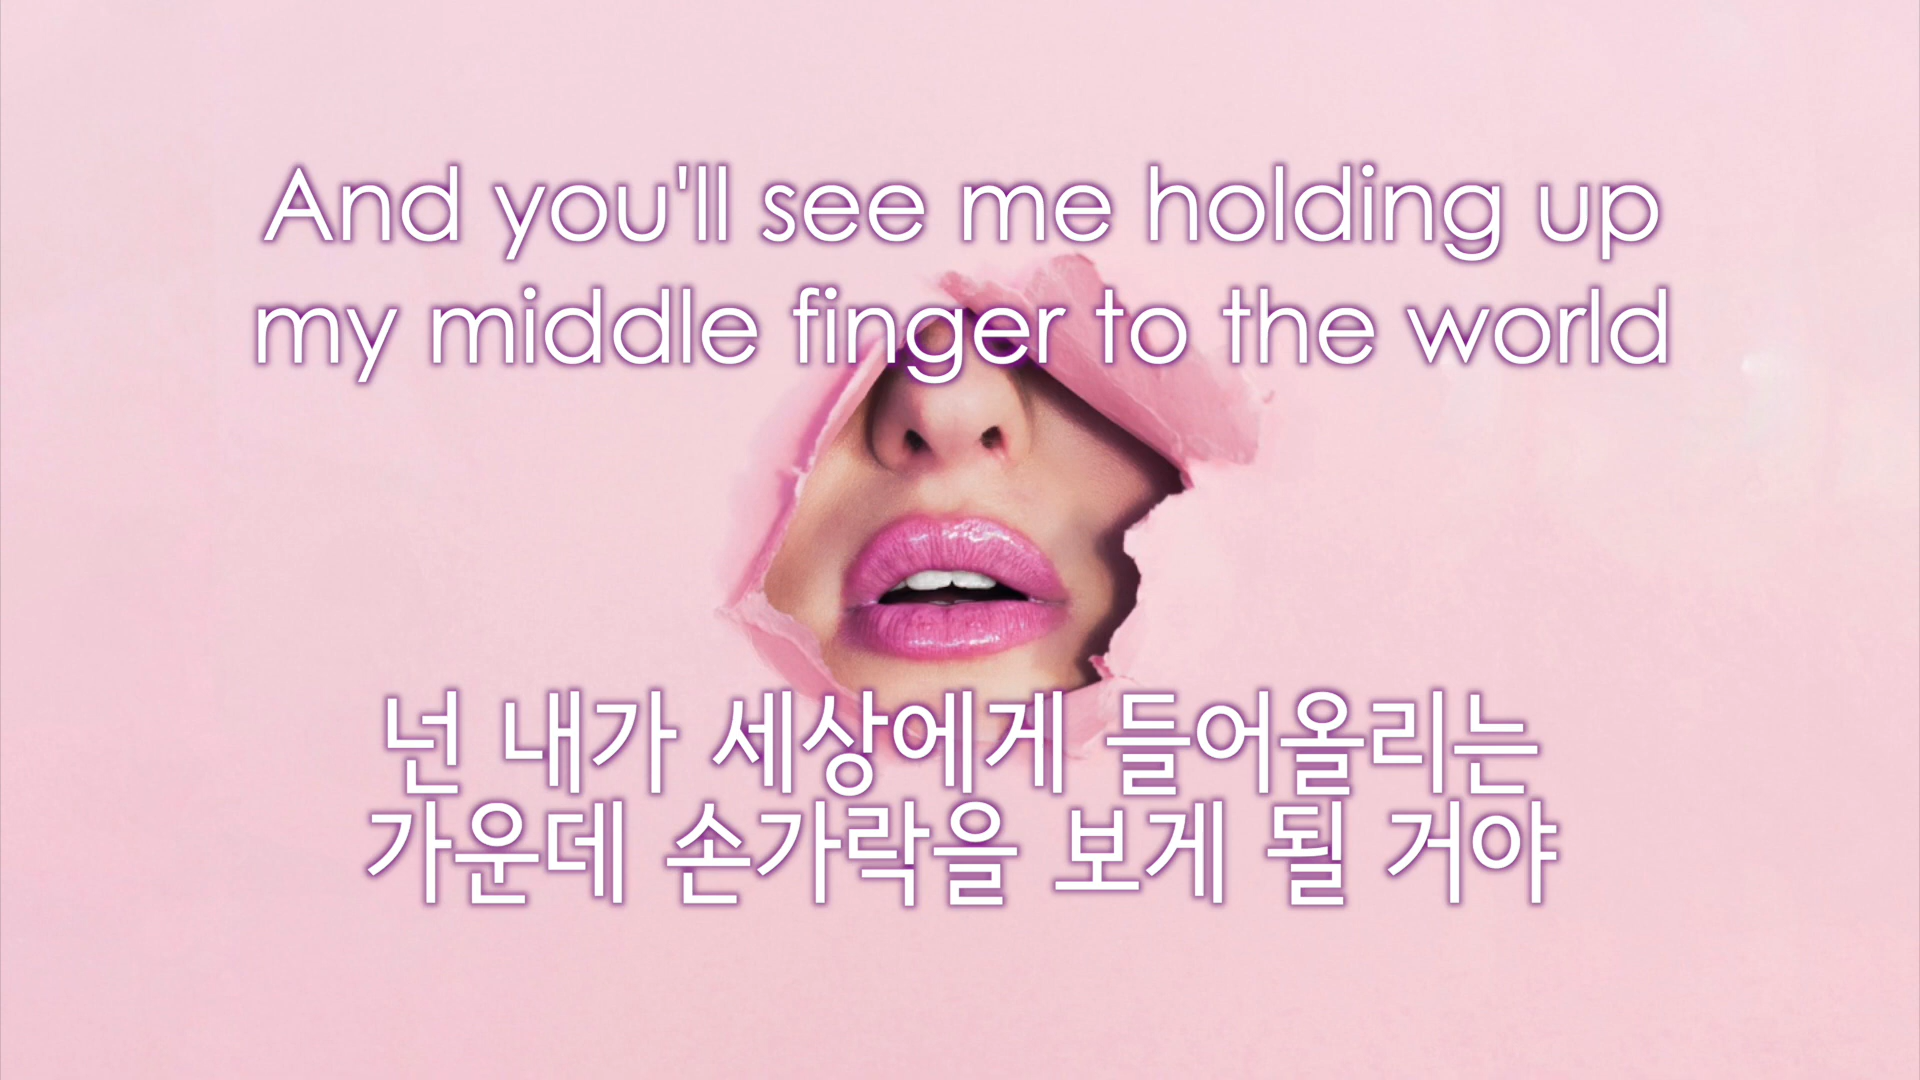 And you'll see me holding up
my middle finger to the world
넌 내가 세상에게 들어올리는
가운데 손가락을 보게 될 거야